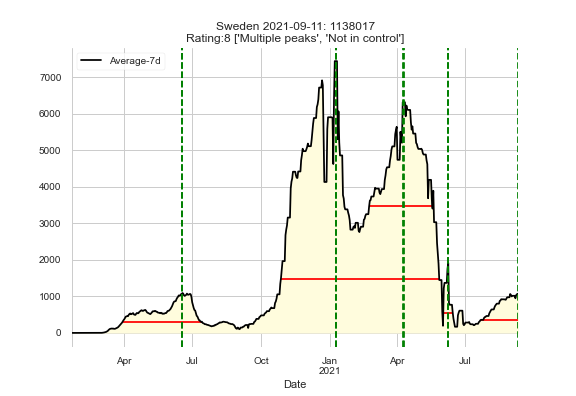 Sweden 2021-09-11: 1138017
Rating:8 ['Multiple peaks', 'Not in control']
Average-7d
7000
6000
5000
4000
3000
2000
1000
0
Apr Jul Oct Jan Apr Jul
2021
Date